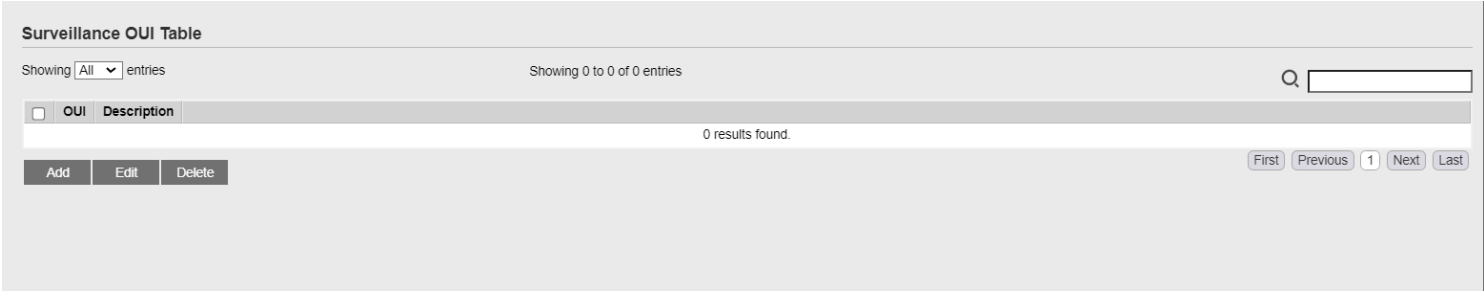 Surveillance OUI Table
Showing All entries
Showing 0 to 0 of 0 entries
OUI Description
0 results found.
Add Edit Delete
First Previous 1 Next Last